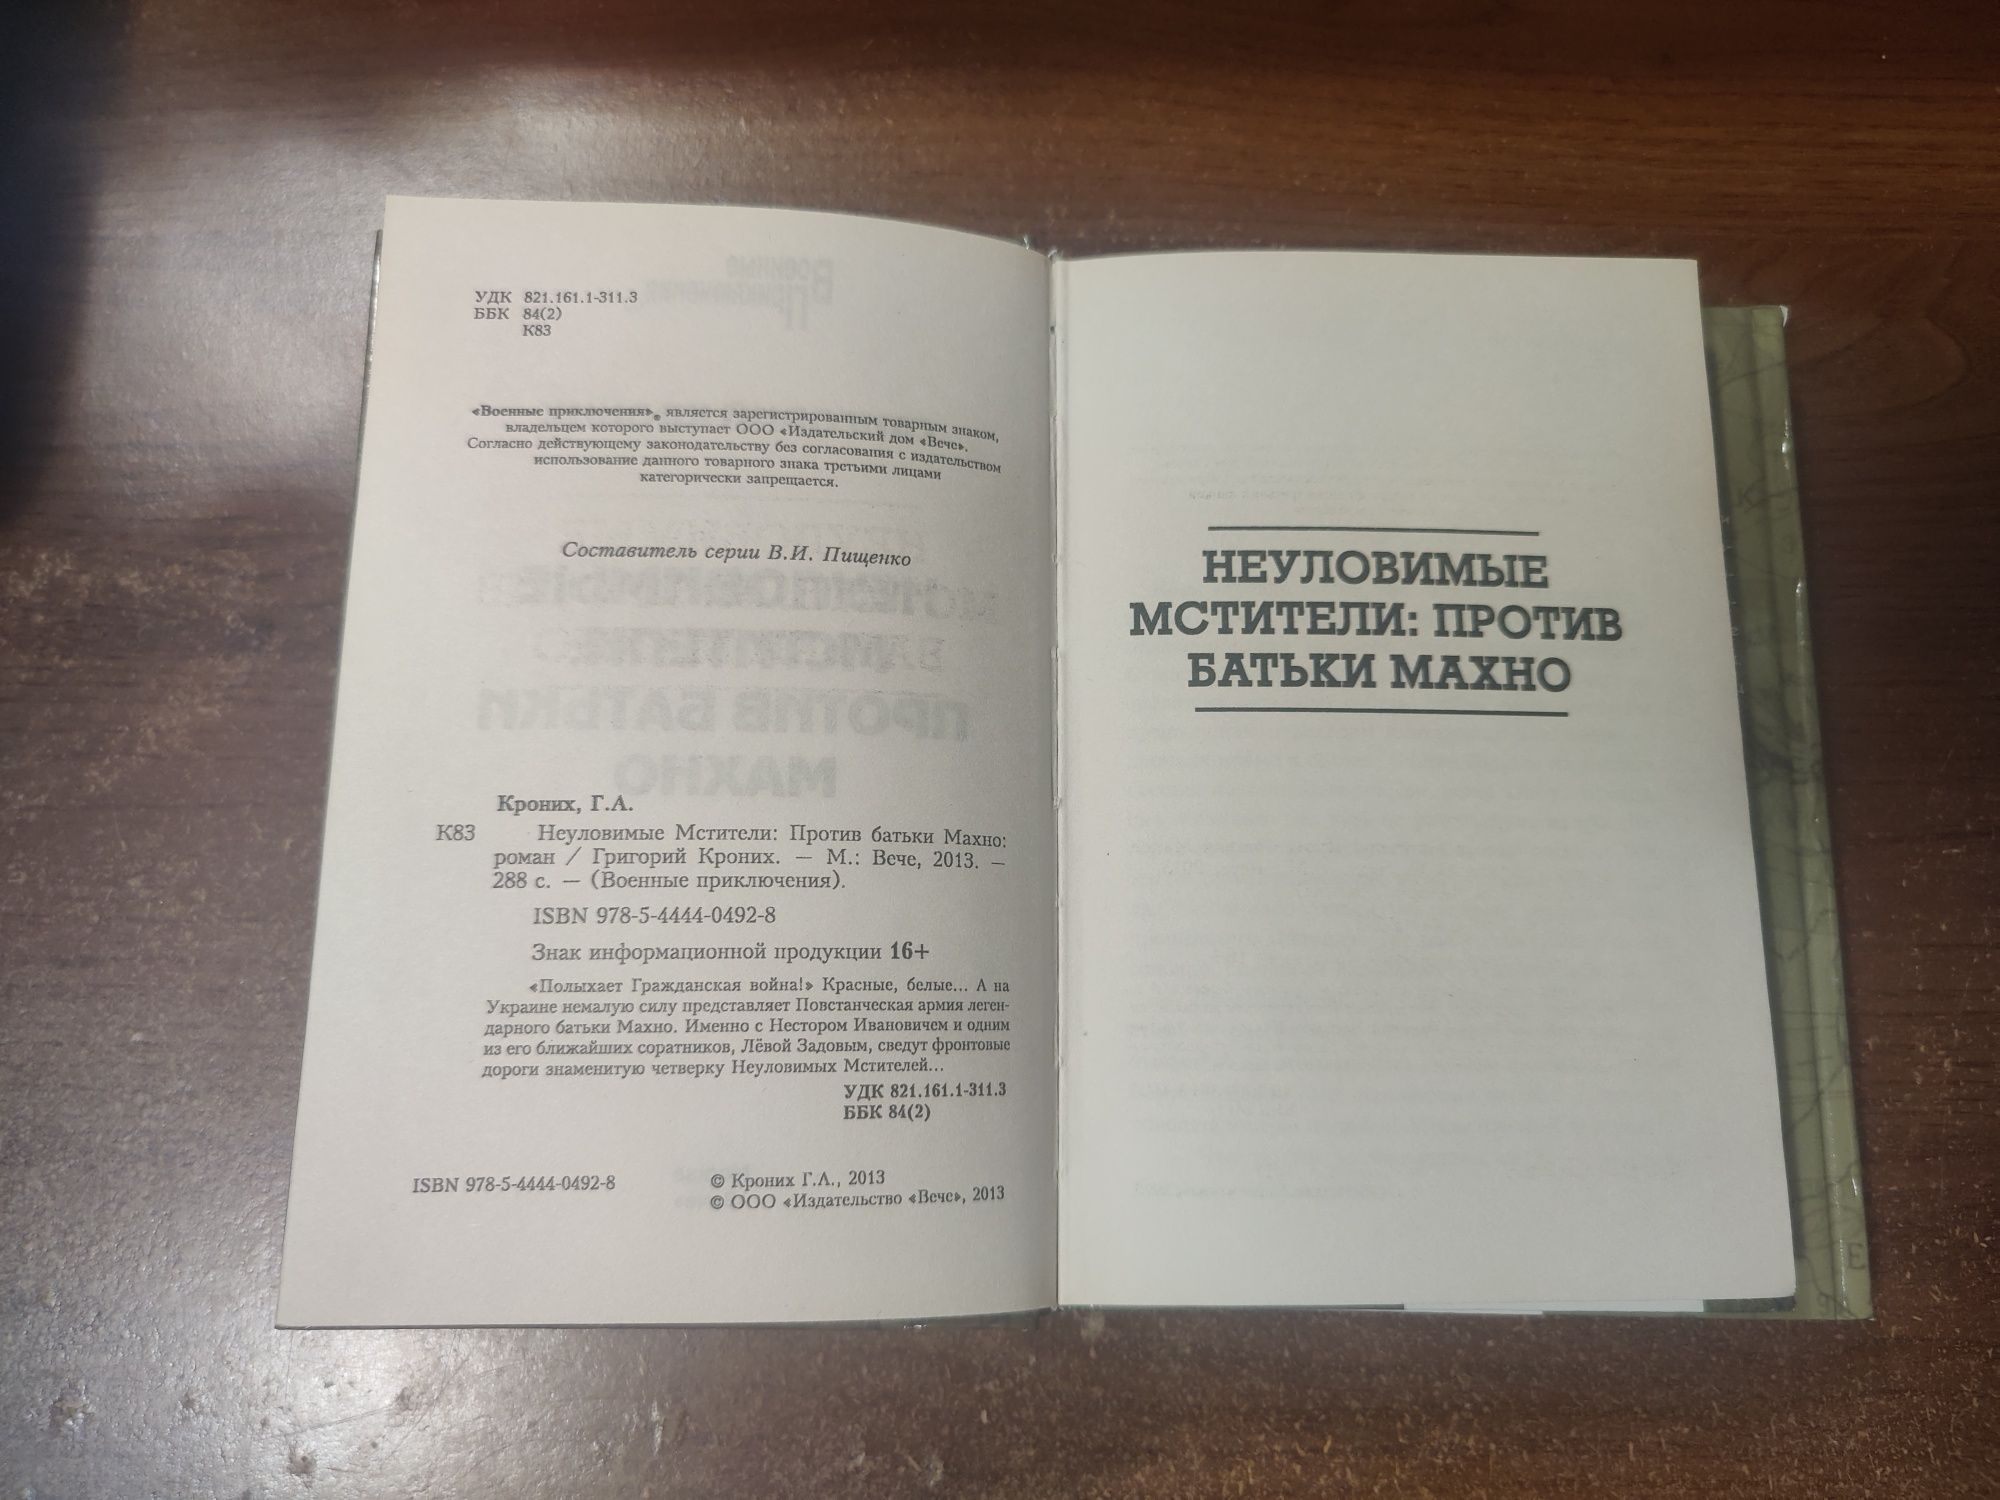 УДК 821.161.1-311.3
ББК 84(2)
К83
«Военные приключения»® является зарегистрированным товарным знаком,
владельцем которого выступает ООО «Издательский дом «Вече».
Согласно действующему законодательству без согласования с издательством
использование данного товарного знака третьими лицами
категорически запрещается.
Составитель серии В.И. Пищенко
Крониx, Г.А.
К83 Неуловимые Мстители: Против батьки Махно:
роман / Григорий Крониx. — М.: Вече, 2013. —
288 с. — (Военные приключения).
ISBN 978-5-4444-0492-8
Знак информационной продукции 16+
«Полыхает Гражданская война!» Красные, белые... А на
Украине немалую силу представляет Повстанческая армия леген-
дарного батьки Махно. Именно с Нестором Ивановичем и одним
из его ближайших соратников, Лёвой Задовым, сведут фронтовые
дороги знаменитую четверку Неуловимых Мстителей...
УДК 821.161.1-311.3
ББК 84(2)
ISBN 978-5-4444-0492-8
© Крониx Г.А., 2013
© ООО «Издательство «Вече», 2013
НЕУЛОВИМЫЕ
МСТИТЕЛИ: ПРОТИВ
БАТЬКИ МАХНО